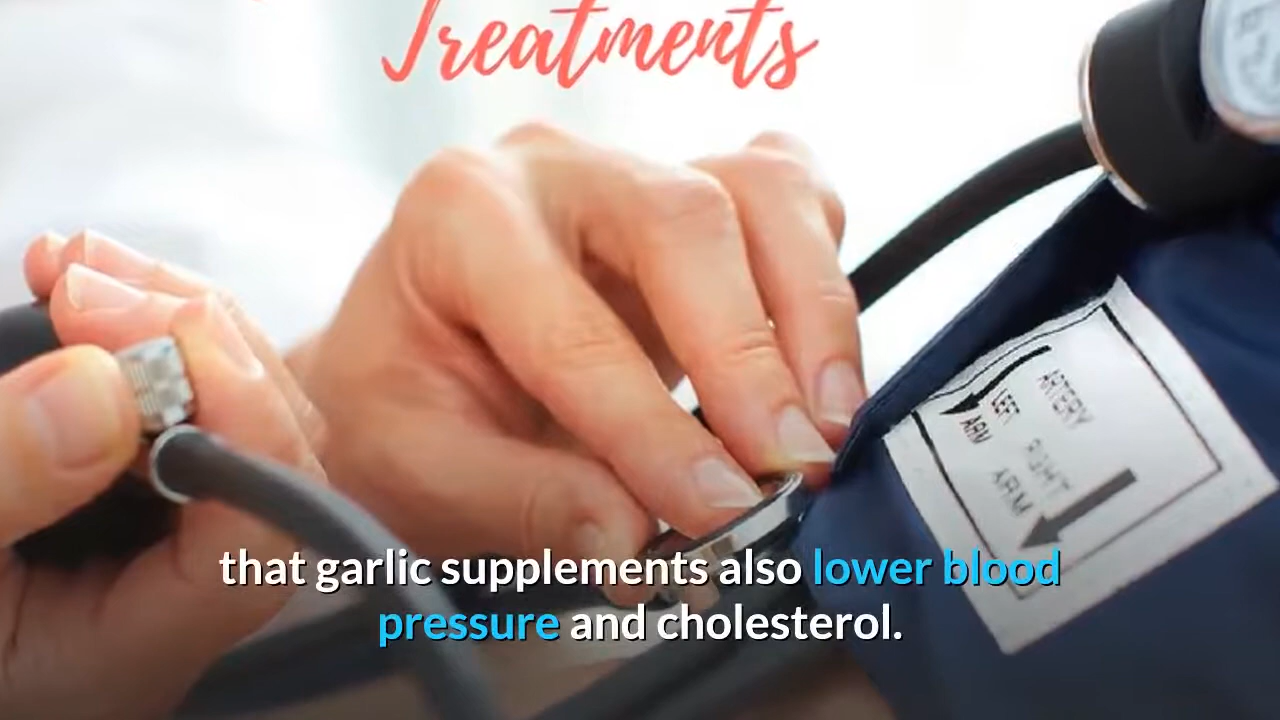 Treatments
ARTERY
LEFT
ARM
RIGHT
ARM
that garlic supplements also lower blood
pressure and cholesterol.